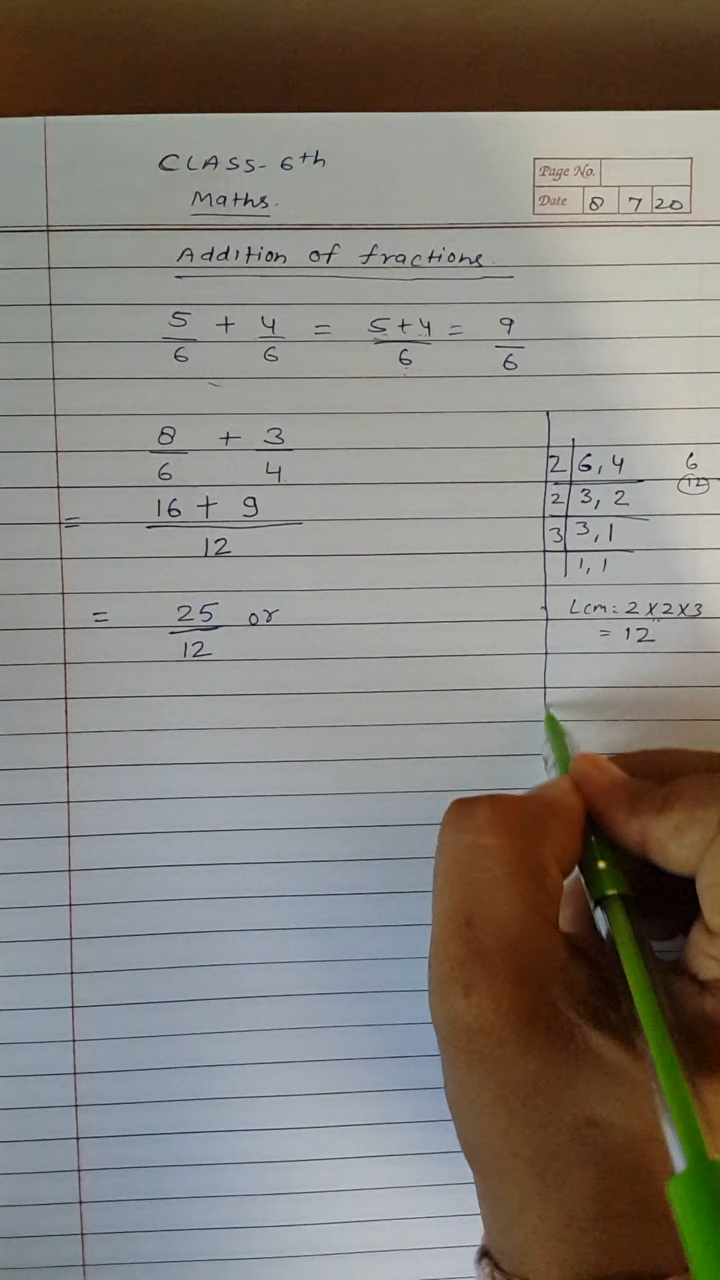 CLASS- 6th
Maths.
Page No.
Date 8 7 20
Addition of fractions
5/6 + 4/6 = 5+4/6 = 9/6
8/6 + 3/4
= 16 + 9/12
= 25/12 or
2|6, 4 6
2|3, 2 12
3|3, 1
|1, 1
Lcm: 2x2x3
= 12